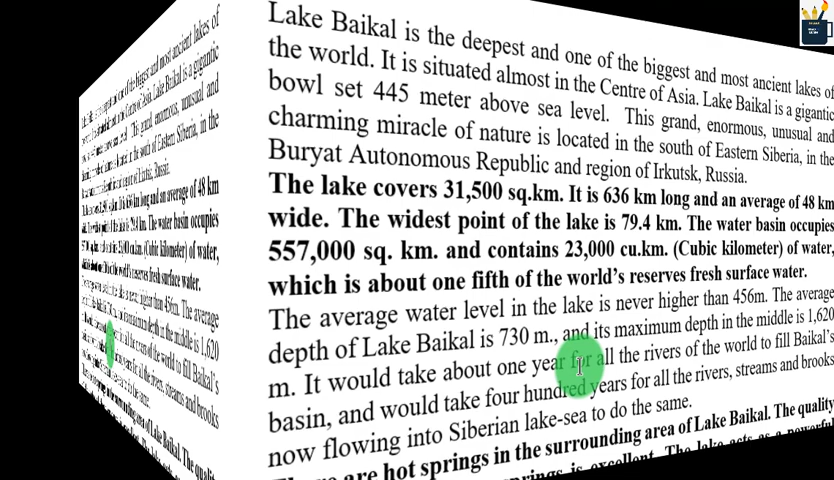 Lake Baikal is the deepest and one of the biggest and most ancient lakes of
the world. It is situated almost in the Centre of Asia. Lake Baikal is a gigantic
bowl set 445 meter above sea level. This grand, enormous, unusual and
charming miracle of nature is located in the south of Eastern Siberia, in the
Buryat Autonomous Republic and region of Irkutsk, Russia.
The lake covers 31,500 sq.km. It is 636 km long and an average of 48 km
wide. The widest point of the lake is 79.4 km. The water basin occupies
557,000 sq. km. and contains 23,000 cu.km. (Cubic kilometer) of water,
which is about one fifth of the world's reserves fresh surface water.
The average water level in the lake is never higher than 456m. The average
depth of Lake Baikal is 730 m., and its maximum depth in the middle is 1,620
m. It would take about one year for all the rivers of the world to fill Baikal's
basin, and would take four hundred years for all the rivers, streams and brooks
now flowing into Siberian lake-sea to do the same.
are hot springs in the surrounding area of Lake Baikal. The quality
springs is excellent. The lake acts as a powerful